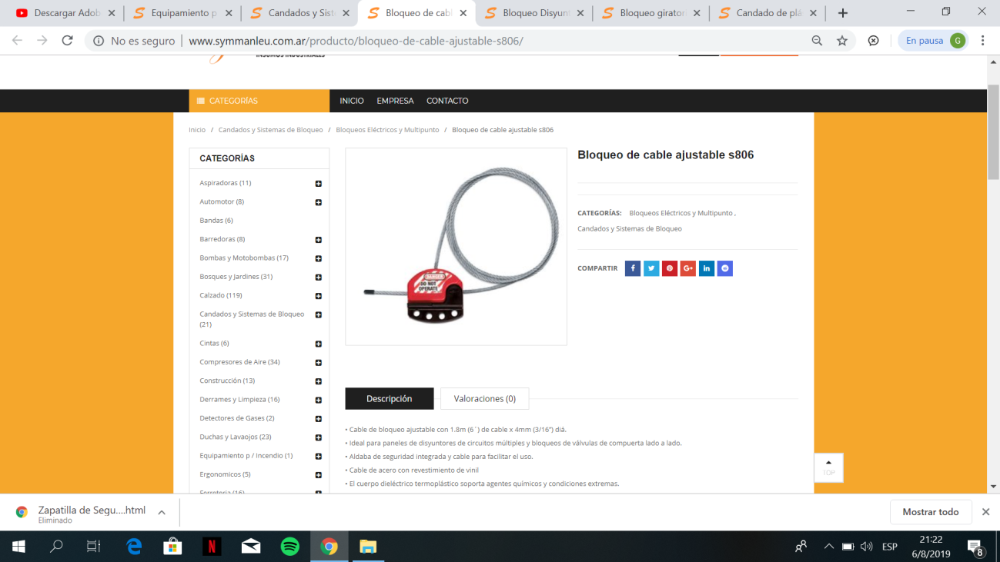 Descargar Adob
Equipamiento p
Candados y Sist
Bloqueo de cab
Bloqueo Disyunt
Bloqueo girator
Candado de plá
No es seguro
www.symmanleu.com.ar/producto/bloqueo-de-cable-ajustable-s806/
En pausa
G
INSUMOS INDUSTRIALES
CATEGORÍAS
INICIO
EMPRESA
CONTACTO
Inicio / Candados y Sistemas de Bloqueo / Bloqueos Eléctricos y Multipunto / Bloqueo de cable ajustable s806
CATEGORÍAS
Aspiradoras (11)
Automotor (8)
Bandas (6)
Barredoras (8)
Bombas y Motobombas (17)
Bosques y Jardines (31)
Calzado (119)
Candados y Sistemas de Bloqueo
(21)
Cintas (6)
Compresores de Aire (34)
Construcción (13)
Derrames y Limpieza (16)
Detectores de Gases (2)
Duchas y Lavaojos (23)
Equipamiento p / Incendio (1)
Ergonomicos (5)
Ferreteria (16)
DANGER
DO NOT
OPERATE
Bloqueo de cable ajustable s806
CATEGORÍAS: Bloqueos Eléctricos y Multipunto ,
Candados y Sistemas de Bloqueo
COMPARTIR
Descripción
Valoraciones (0)
• Cable de bloqueo ajustable con 1.8m (6´) de cable x 4mm (3/16") diá.
• Ideal para paneles de disyuntores de circuitos múltiples y bloqueos de válvulas de compuerta lado a lado.
• Aldaba de seguridad integrada y cable para facilitar el uso.
• Cable de acero con revestimiento de vinil
• El cuerpo dieléctrico termoplástico soporta agentes químicos y condiciones extremas.
TOP
Zapatilla de Segu....html
Eliminado
Mostrar todo
ESP
21:22
6/8/2019
8